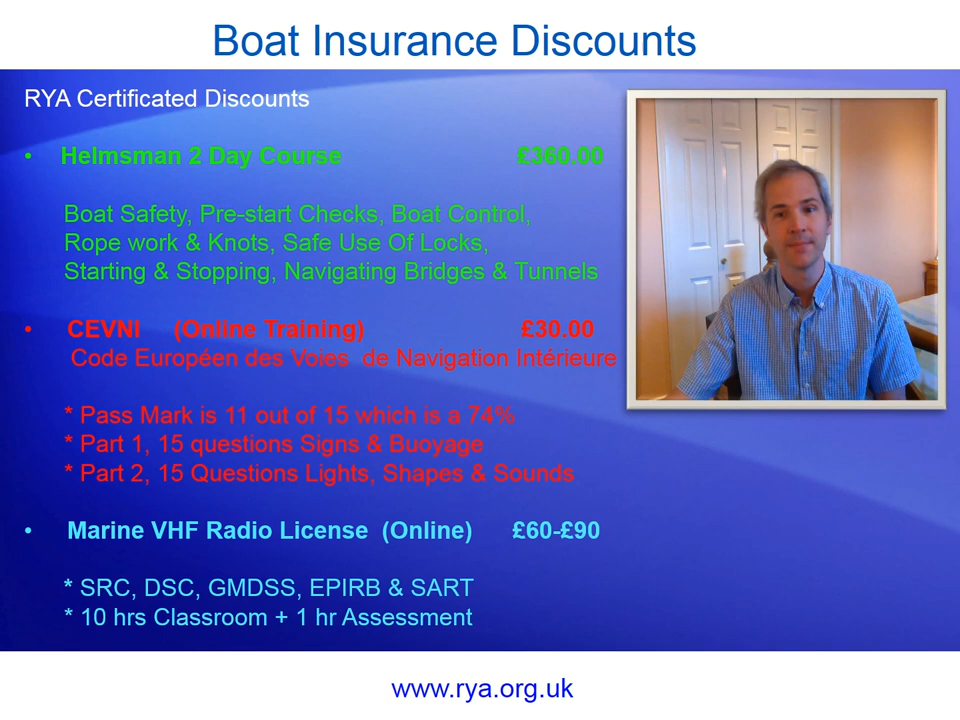 Boat Insurance Discounts
RYA Certificated Discounts
• Helmsman 2 Day Course £360.00
Boat Safety, Pre-start Checks, Boat Control,
Rope work & Knots, Safe Use Of Locks,
Starting & Stopping, Navigating Bridges & Tunnels
• CEVNI (Online Training) £30.00
Code Européen des Voies de Navigation Intérieure
* Pass Mark is 11 out of 15 which is a 74%
* Part 1, 15 questions Signs & Buoyage
* Part 2, 15 Questions Lights, Shapes & Sounds
• Marine VHF Radio License (Online) £60-£90
* SRC, DSC, GMDSS, EPIRB & SART
* 10 hrs Classroom + 1 hr Assessment
www.rya.org.uk